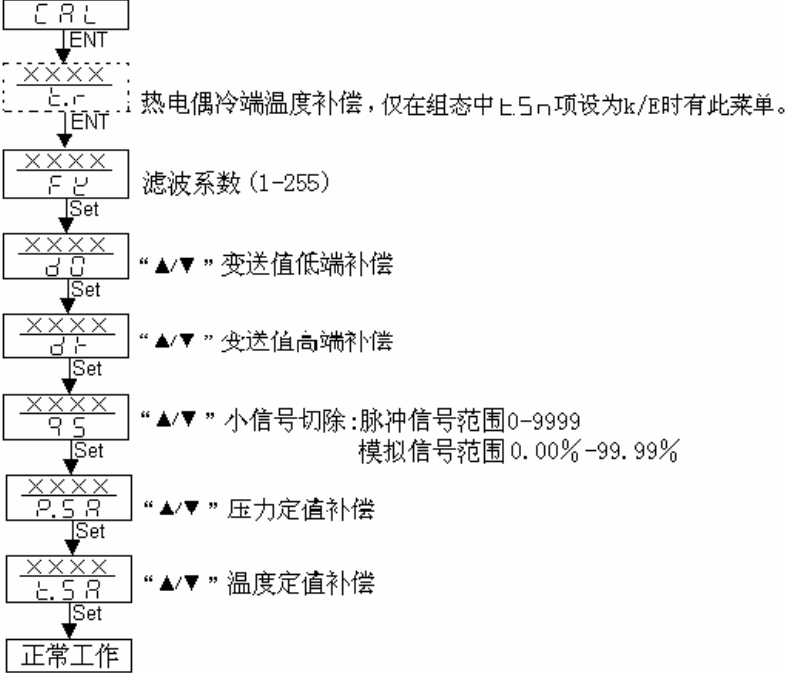 CAL
ENT
XXXX
t.r 热电偶冷端温度补偿，仅在组态中t.Sn项设为k/E时有此菜单。
ENT
XXXX
FV 滤波系数(1-255)
Set
XXXX
d0 “▲/▼”变送值低端补偿
Set
XXXX
dF “▲/▼”变送值高端补偿
Set
XXXX
qS “▲/▼”小信号切除:脉冲信号范围0-9999
模拟信号范围0.00%-99.99%
Set
XXXX
P.SA “▲/▼”压力定值补偿
Set
XXXX
t.SA “▲/▼”温度定值补偿
Set
正常工作